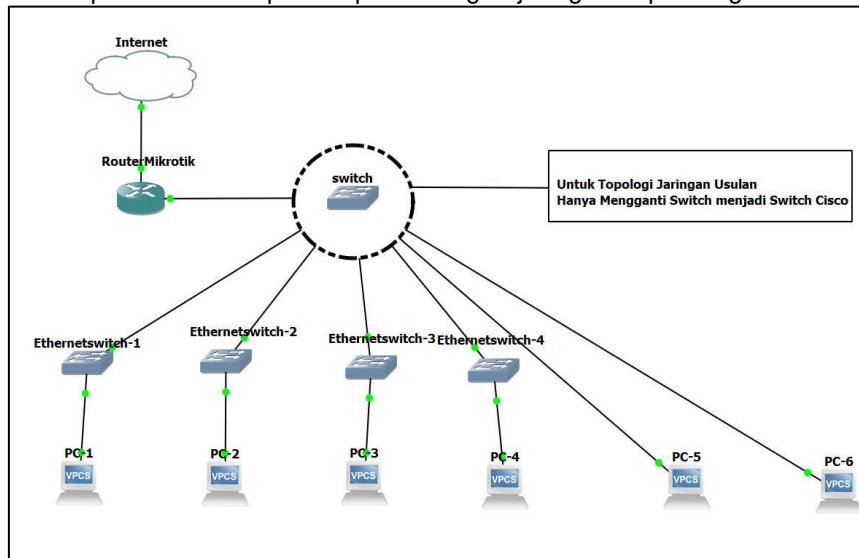 Internet
RouterMikrotik
switch
Untuk Topologi Jaringan Usulan
Hanya Mengganti Switch menjadi Switch Cisco
Ethernetswitch-1
Ethernetswitch-2
Ethernetswitch-3
Ethernetswitch-4
PC-1
PC-2
PC-3
PC-4
PC-5
PC-6
VPCS
VPCS
VPCS
VPCS
VPCS
VPCS